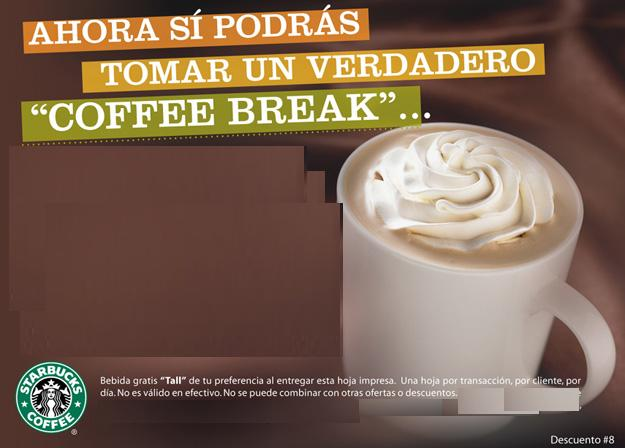 AHORA SÍ PODRÁS
TOMAR UN VERDADERO
“COFFEE BREAK”...
STARBUCKS
COFFEE
®
Bebida gratis “Tall” de tu preferencia al entregar esta hoja impresa. Una hoja por transacción, por cliente, por
día. No es válido en efectivo. No se puede combinar con otras ofertas o descuentos.
Descuento #8